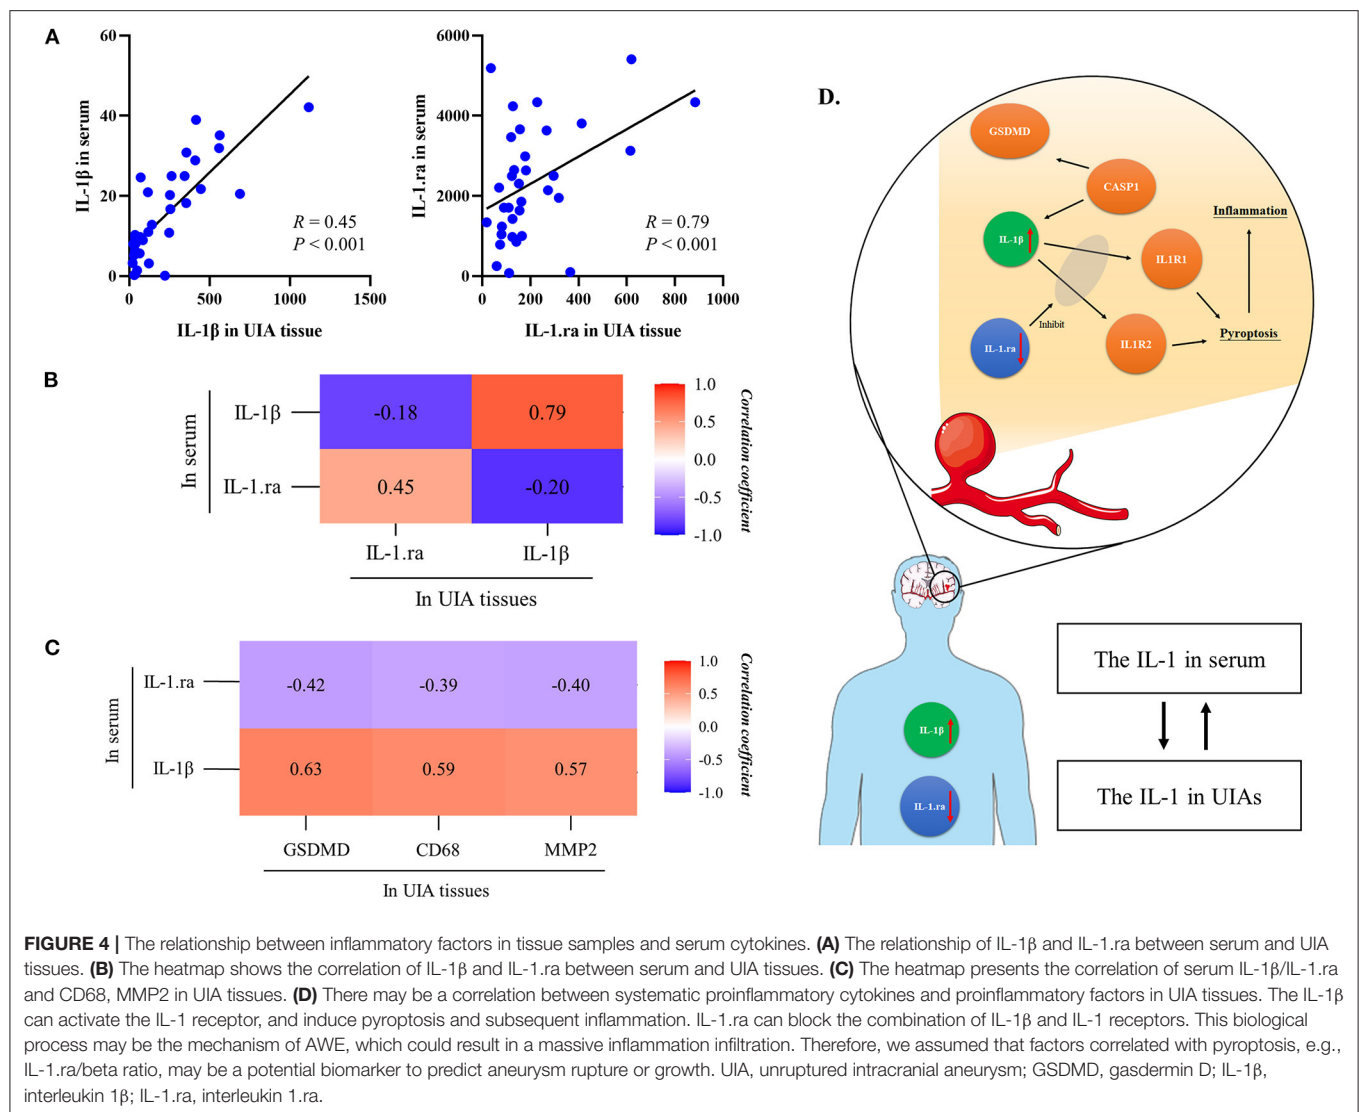 A
60
40
20
0
IL-1β in serum
R = 0.45
P < 0.001
0
500
1000
1500
IL-1β in UIA tissue
6000
4000
2000
0
IL-1.ra in serum
R = 0.79
P < 0.001
0
200
400
600
800
1000
IL-1.ra in UIA tissue
B
In serum
IL-1β
IL-1.ra
-0.18
0.79
0.45
-0.20
IL-1.ra
IL-1β
In UIA tissues
1.0
0.5
0.0
-0.5
-1.0
Correlation coefficient
C
In serum
IL-1.ra
IL-1β
-0.42
-0.39
-0.40
0.63
0.59
0.57
GSDMD
CD68
MMP2
In UIA tissues
1.0
0.5
0.0
-0.5
-1.0
Correlation coefficient
D.
GSDMD
CASP1
IL-1β
IL1R1
Inflammation
IL-1.ra
Inhibit
IL1R2
Pyroptosis
IL-1β
IL-1.ra
The IL-1 in serum
The IL-1 in UIAs
FIGURE 4 | The relationship between inflammatory factors in tissue samples and serum cytokines. (A) The relationship of IL-1β and IL-1.ra between serum and UIA
tissues. (B) The heatmap shows the correlation of IL-1β and IL-1.ra between serum and UIA tissues. (C) The heatmap presents the correlation of serum IL-1β/IL-1.ra
and CD68, MMP2 in UIA tissues. (D) There may be a correlation between systematic proinflammatory cytokines and proinflammatory factors in UIA tissues. The IL-1β
can activate the IL-1 receptor, and induce pyroptosis and subsequent inflammation. IL-1.ra can block the combination of IL-1β and IL-1 receptors. This biological
process may be the mechanism of AWE, which could result in a massive inflammation infiltration. Therefore, we assumed that factors correlated with pyroptosis, e.g.,
IL-1.ra/beta ratio, may be a potential biomarker to predict aneurysm rupture or growth. UIA, unruptured intracranial aneurysm; GSDMD, gasdermin D; IL-1β,
interleukin 1β; IL-1.ra, interleukin 1.ra.